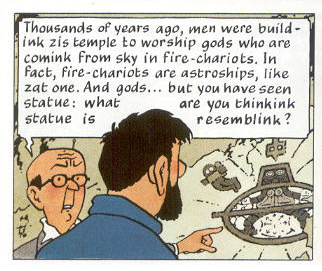 Thousands of years ago, men were build-
ink zis temple to worship gods who are
comink from sky in fire-chariots. In
fact, fire-chariots are astroships, like
zat one. And gods... but you have seen
statue: what are you thinkink
statue is resemblink?